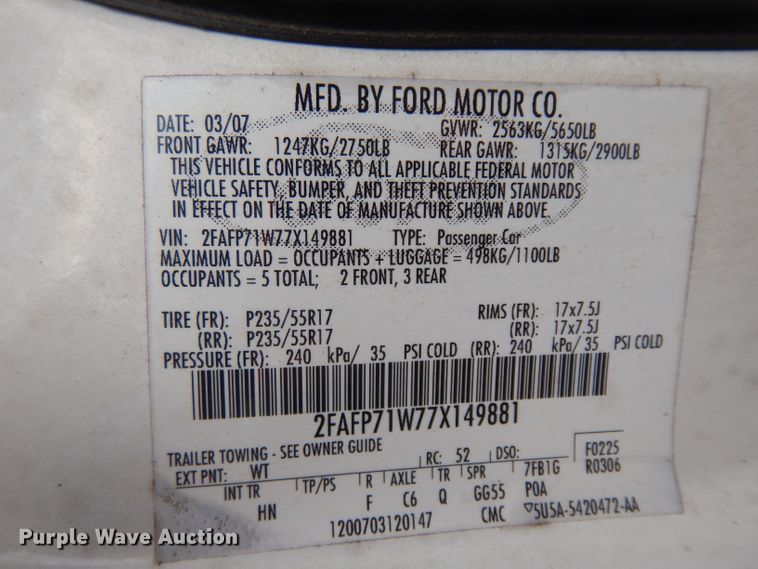 MFD. BY FORD MOTOR CO.
DATE: 03/07 GVWR: 2563KG/5650LB
FRONT GAWR: 1247KG/2750LB REAR GAWR: 1315KG/2900LB
THIS VEHICLE CONFORMS TO ALL APPLICABLE FEDERAL MOTOR
VEHICLE SAFETY, BUMPER, AND THEFT PREVENTION STANDARDS
IN EFFECT ON THE DATE OF MANUFACTURE SHOWN ABOVE.
VIN: 2FAFP71W77X149881 TYPE: Passenger Car
MAXIMUM LOAD = OCCUPANTS + LUGGAGE = 498KG/1100LB
OCCUPANTS = 5 TOTAL; 2 FRONT, 3 REAR
TIRE (FR): P235/55R17 RIMS (FR): 17x7.5J
(RR): P235/55R17 (RR): 17x7.5J
PRESSURE (FR): 240 kPa/ 35 PSI COLD (RR): 240 kPa/ 35 PSI COLD
2FAFP71W77X149881
TRAILER TOWING - SEE OWNER GUIDE
EXT PNT: WT RC: 52 DSO: F0225
INT TR TP/PS R AXLE TR SPR 7FB1G R0306
HN F C6 Q GG55 POA
1200703120147 CMC ▽5U5A-5420472-AA
Purple Wave Auction